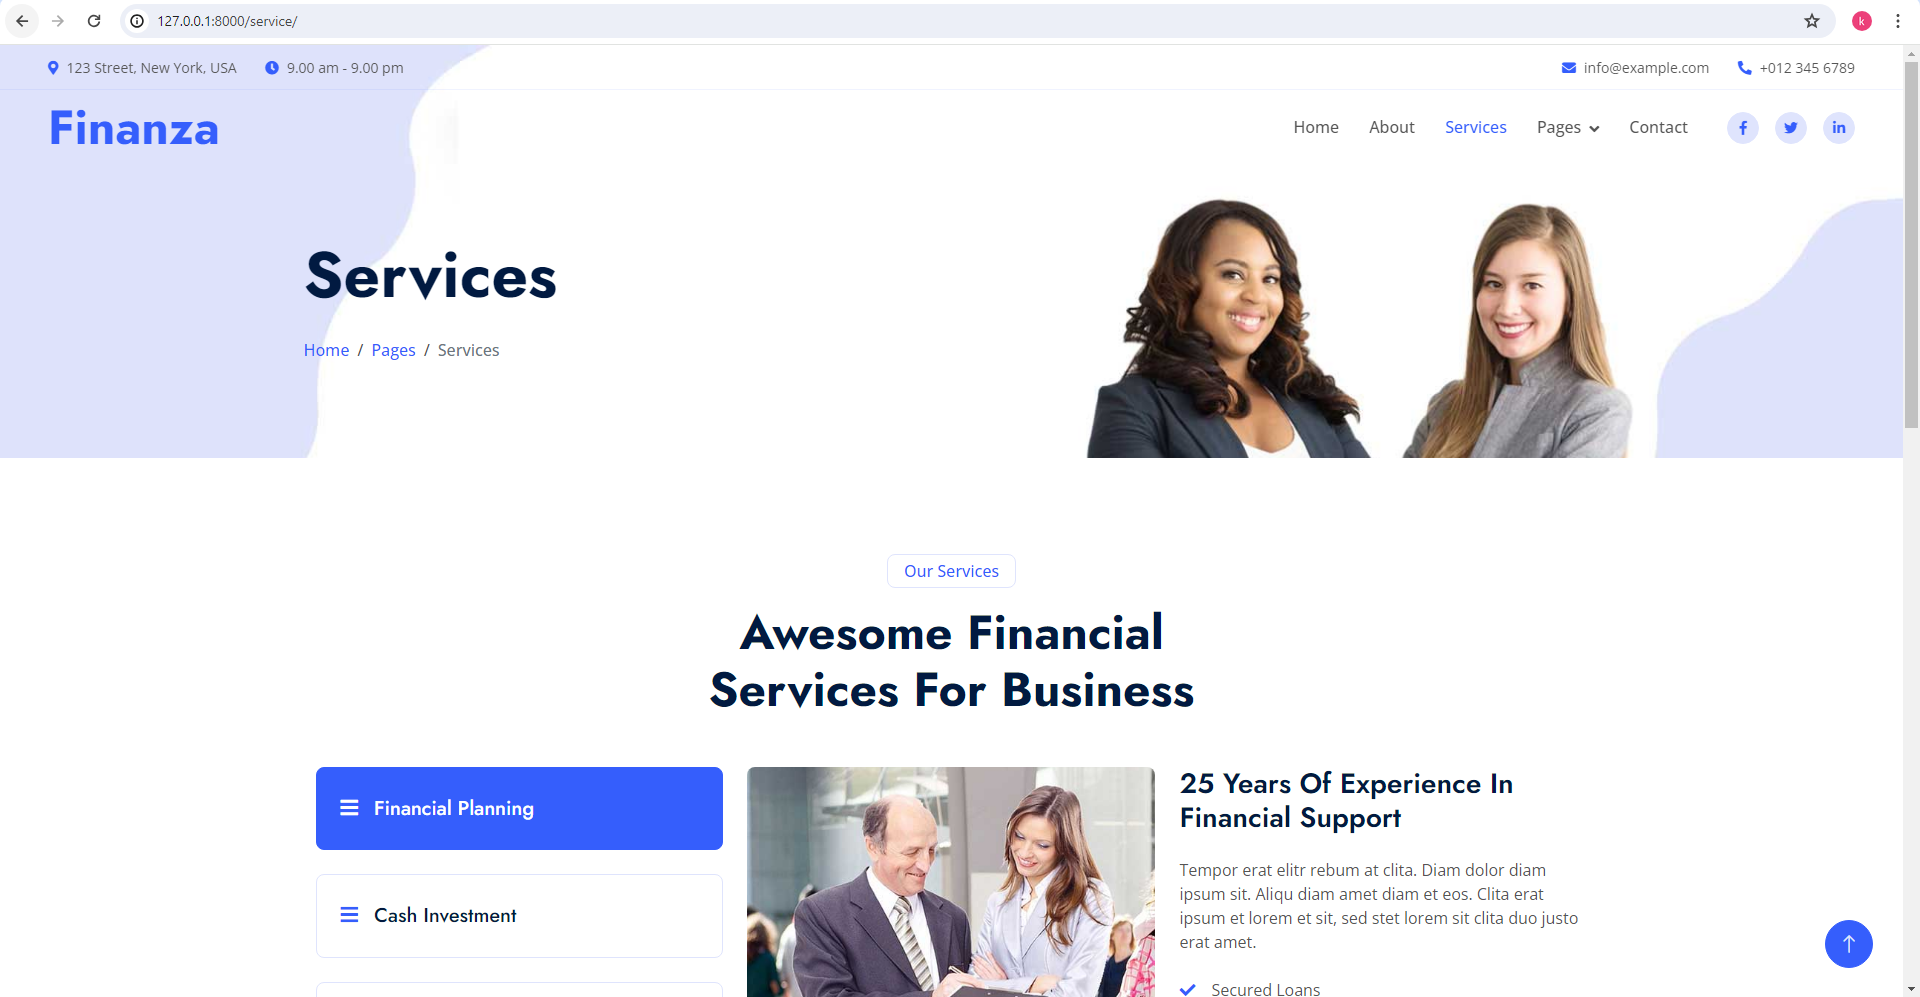 127.0.0.1:8000/service/
k
123 Street, New York, USA
9.00 am - 9.00 pm
info@example.com
+012 345 6789
Finanza
Home
About
Services
Pages
Contact
Services
Home / Pages / Services
Our Services
Awesome Financial
Services For Business
Financial Planning
Cash Investment
25 Years Of Experience In
Financial Support
Tempor erat elitr rebum at clita. Diam dolor diam
ipsum sit. Aliqu diam amet diam et eos. Clita erat
ipsum et lorem et sit, sed stet lorem sit clita duo justo
erat amet.
Secured Loans